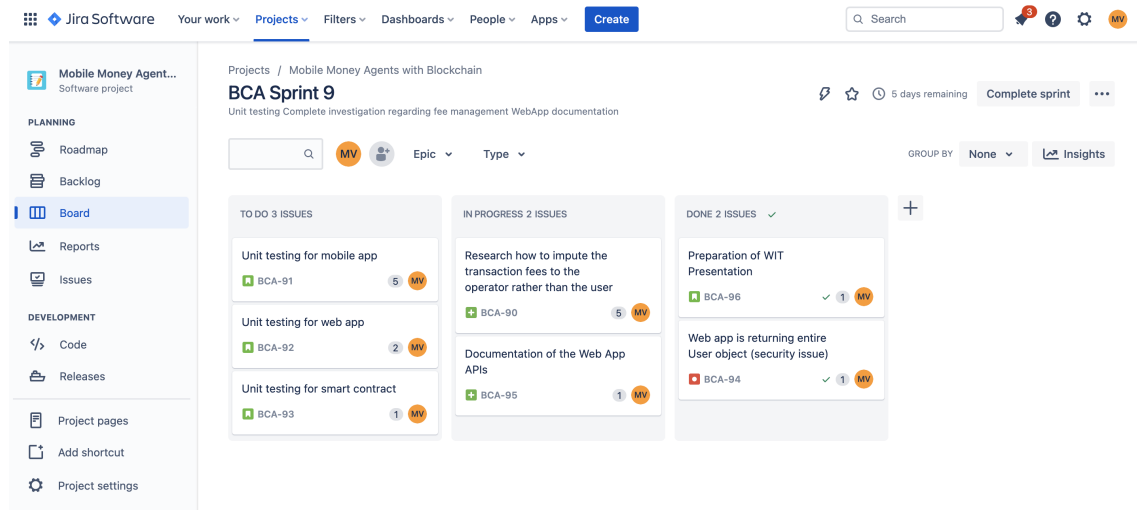 Jira Software Your work Projects Filters Dashboards People Apps Create Search 3 MV
Mobile Money Agent...
Software project
PLANNING
Roadmap
Backlog
Board
Reports
Issues
DEVELOPMENT
Code
Releases
Project pages
Add shortcut
Project settings
Projects / Mobile Money Agents with Blockchain
BCA Sprint 9
5 days remaining Complete sprint
Unit testing Complete investigation regarding fee management WebApp documentation
MV Epic Type GROUP BY None Insights
TO DO 3 ISSUES
Unit testing for mobile app
BCA-91 5 MV
Unit testing for web app
BCA-92 2 MV
Unit testing for smart contract
BCA-93 1 MV
IN PROGRESS 2 ISSUES
Research how to impute the
transaction fees to the
operator rather than the user
BCA-90 5 MV
Documentation of the Web App
APIs
BCA-95 1 MV
DONE 2 ISSUES
Preparation of WIT
Presentation
BCA-96 1 MV
Web app is returning entire
User object (security issue)
BCA-94 1 MV